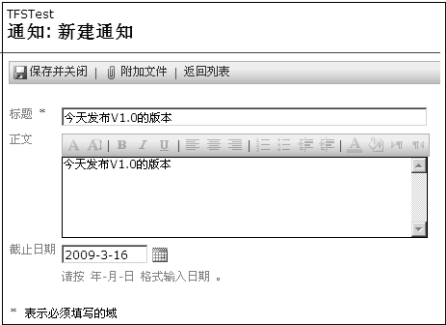 TFSTest
通知: 新建通知
保存并关闭 | 附加文件 | 返回列表
标题 *
今天发布V1.0的版本
正文
A A | B I U | A
今天发布V1.0的版本
截止日期
2009-3-16
请按 年-月-日 格式输入日期 。
* 表示必须填写的域